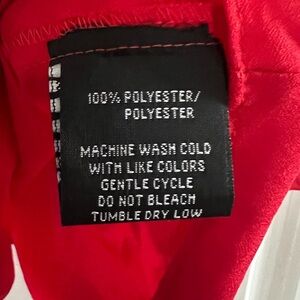 100% POLYESTER/
POLYESTER
MACHINE WASH COLD
WITH LIKE COLORS
GENTLE CYCLE
DO NOT BLEACH
TUMBLE DRY LOW